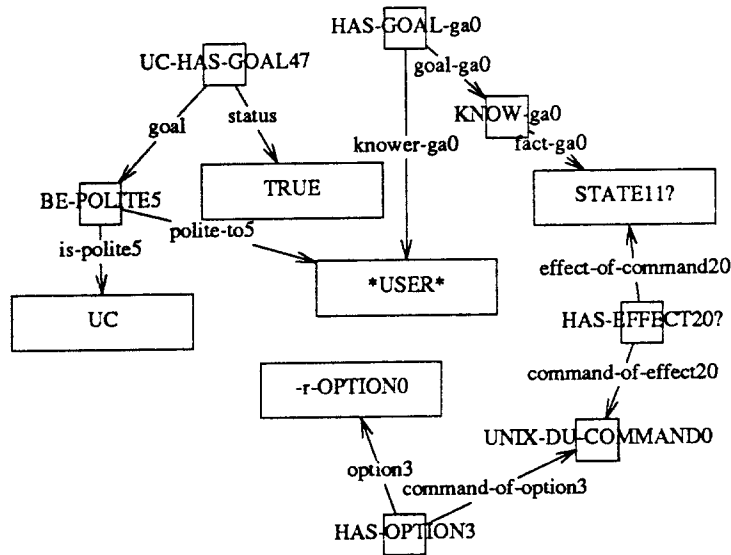 HAS-GOAL-ga0
UC-HAS-GOAL47
goal-ga0
KNOW-ga0
goal
status
knower-ga0
fact-ga0
TRUE
STATE11?
BE-POLITE5
polite-to5
is-polite5
effect-of-command20
*USER*
UC
HAS-EFFECT20?
command-of-effect20
-r-OPTION0
UNIX-DU-COMMAND0
option3
command-of-option3
HAS-OPTION3